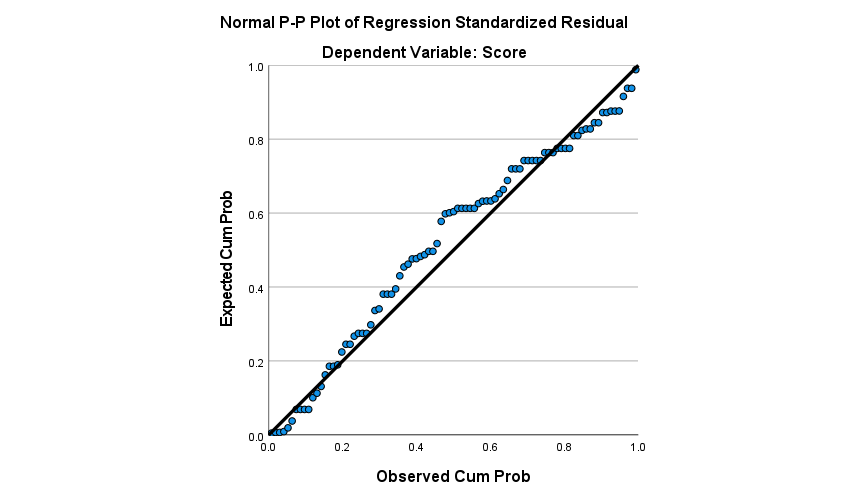 Normal P-P Plot of Regression Standardized Residual
Dependent Variable: Score
1.0
0.8
0.6
0.4
0.2
0.0
Expected Cum Prob
0.0 0.2 0.4 0.6 0.8 1.0
Observed Cum Prob